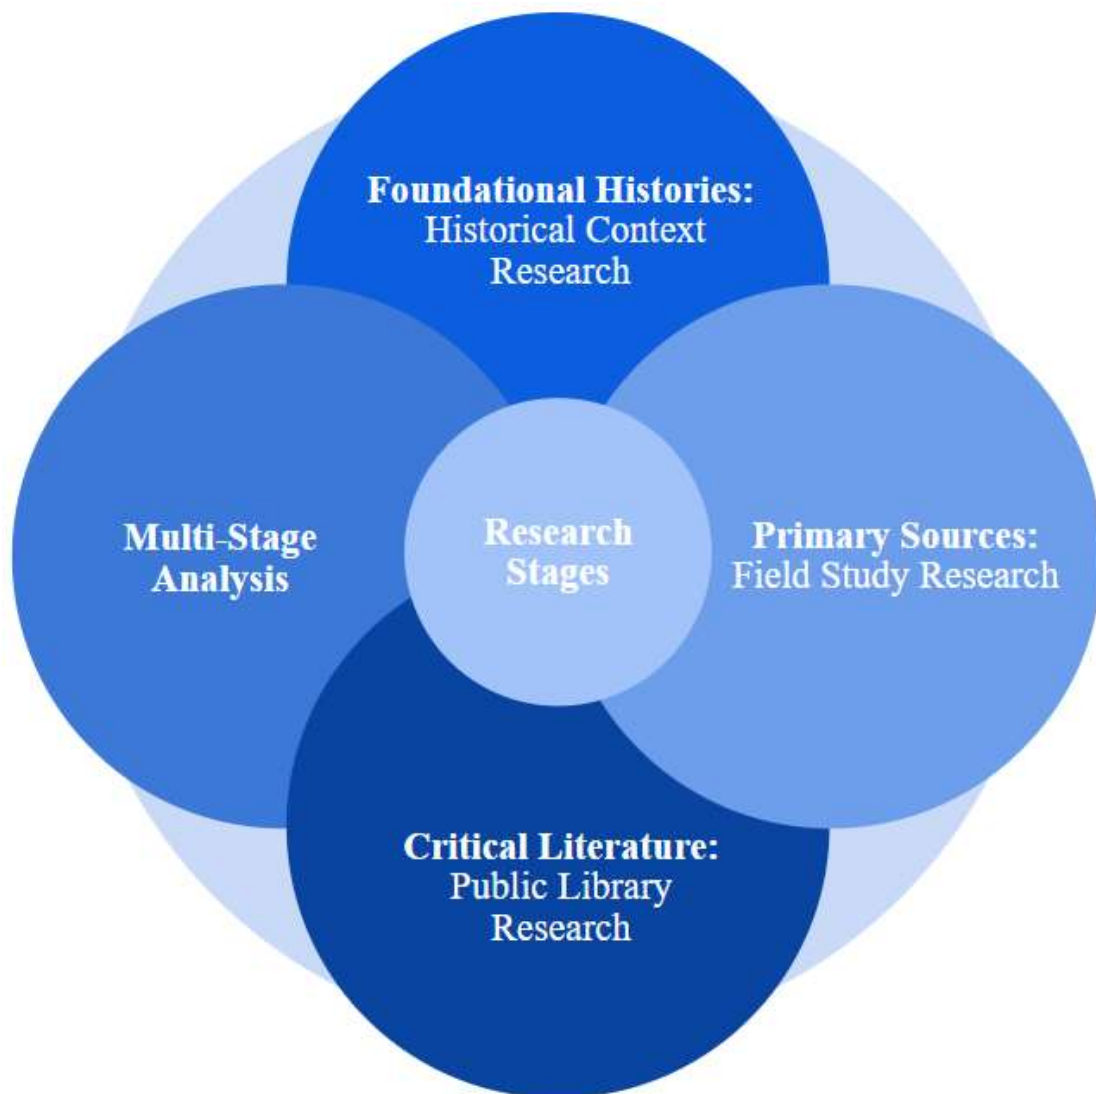 Foundational Histories:
Historical Context
Research
Multi-Stage
Analysis
Research
Stages
Primary Sources:
Field Study Research
Critical Literature:
Public Library
Research